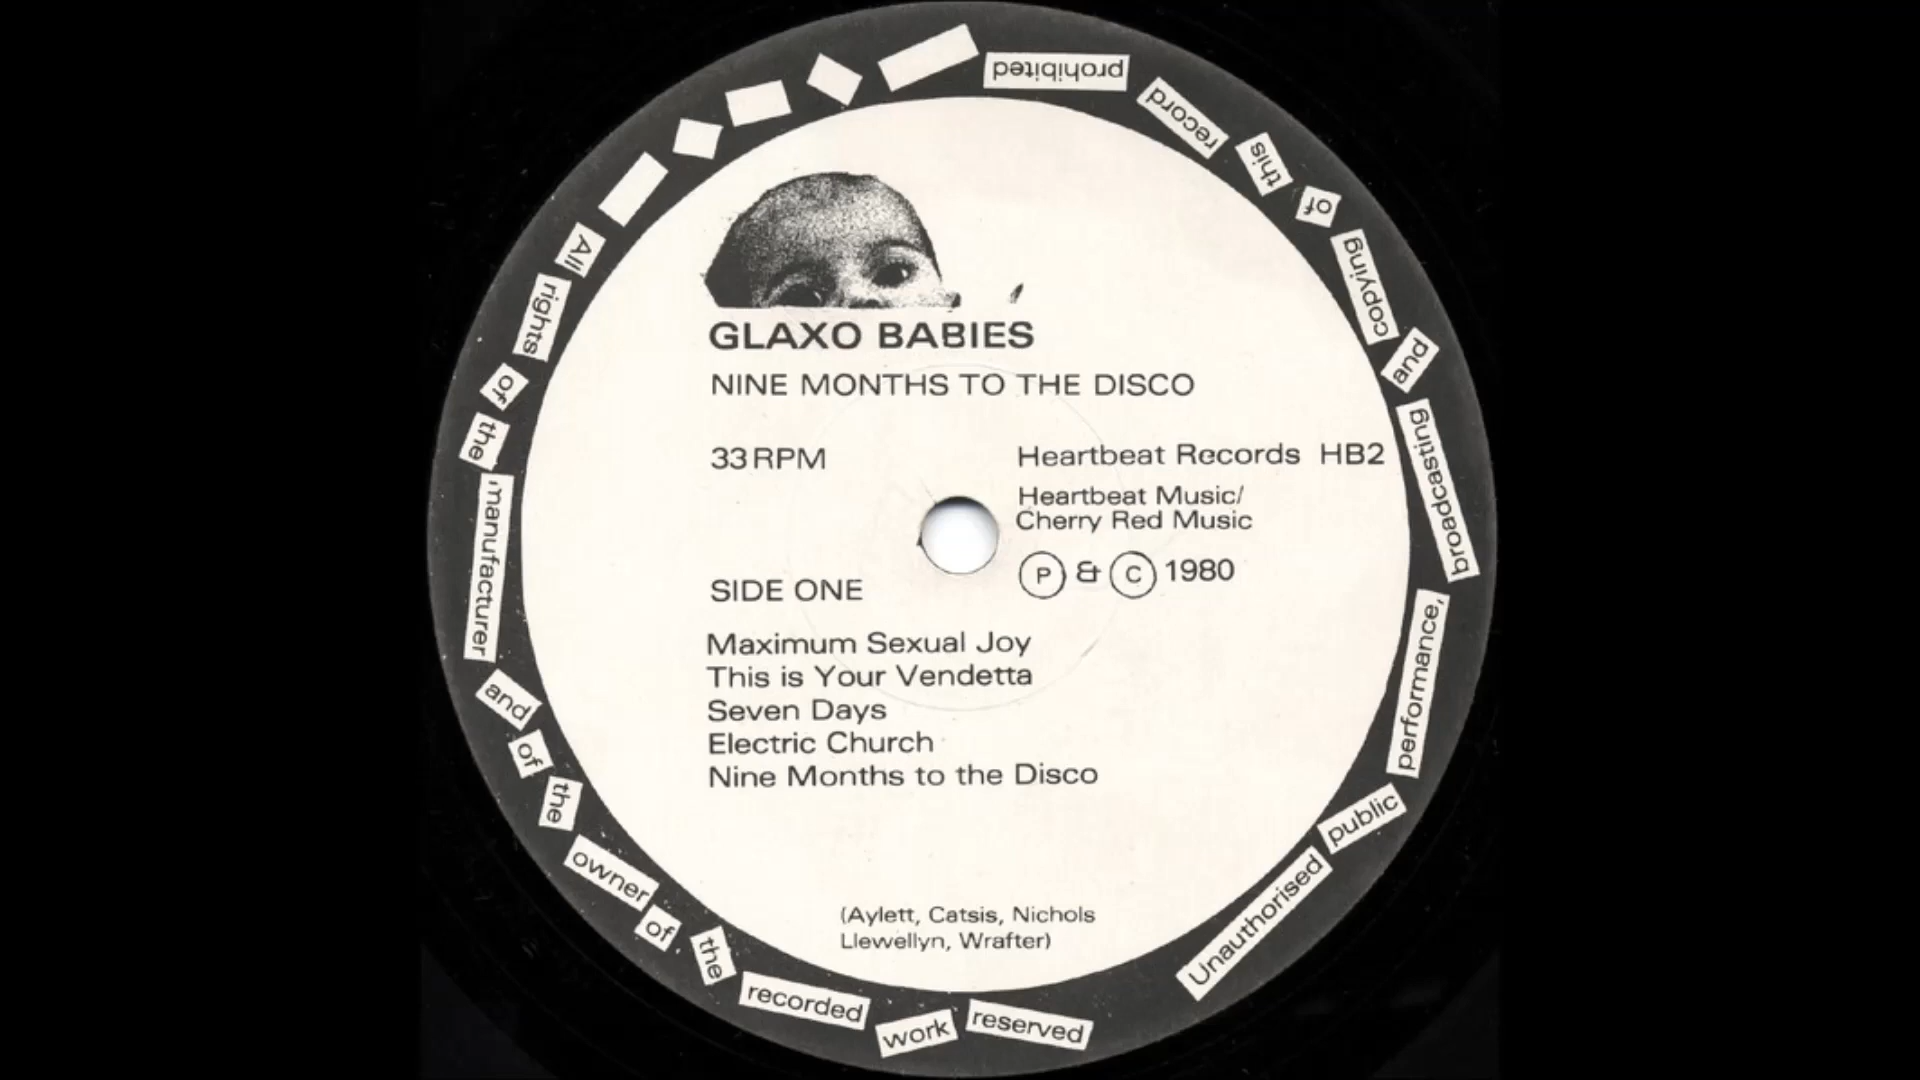 GLAXO BABIES
NINE MONTHS TO THE DISCO
33 RPM
Heartbeat Records HB2
Heartbeat Music/
Cherry Red Music
P & C 1980
SIDE ONE
Maximum Sexual Joy
This is Your Vendetta
Seven Days
Electric Church
Nine Months to the Disco
(Aylett, Catsis, Nichols
Llewellyn, Wrafter)
All rights of the manufacturer and of the owner of the recorded work reserved
Unauthorised public performance, broadcasting and copying of this record prohibited